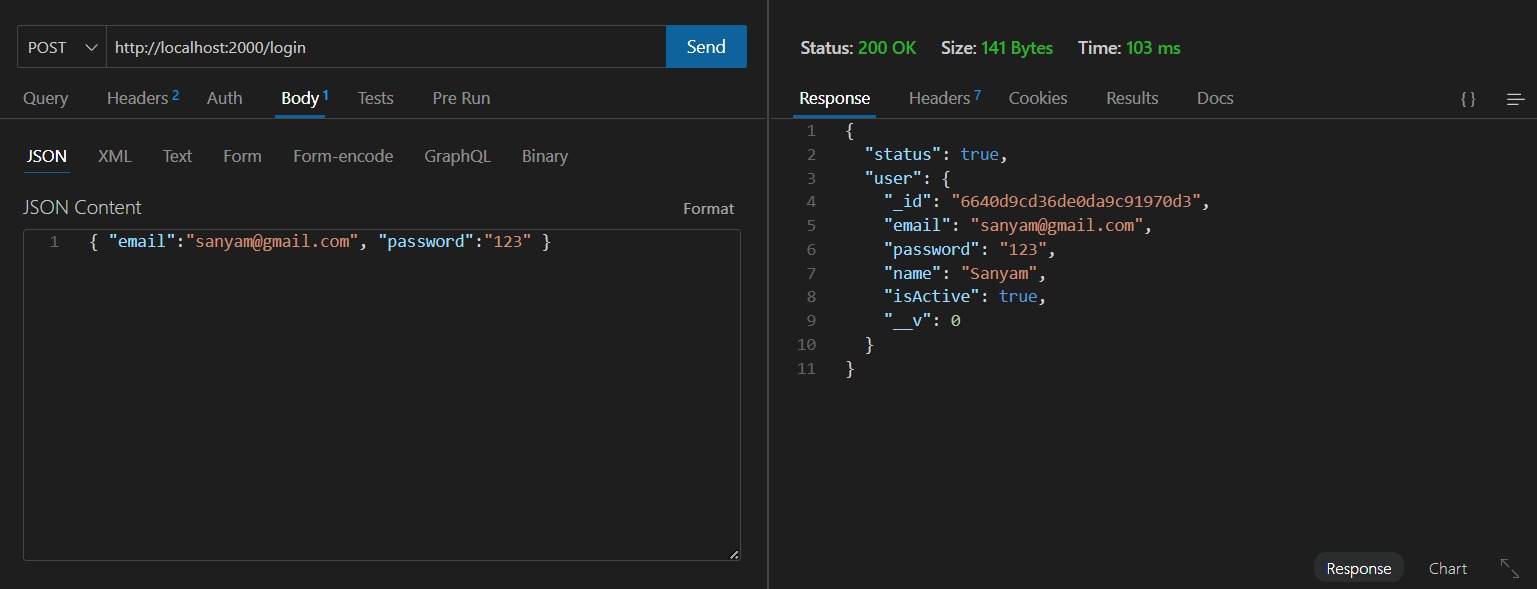 POST http://localhost:2000/login Send
Query Headers 2 Auth Body 1 Tests Pre Run
JSON XML Text Form Form-encode GraphQL Binary
JSON Content Format
1 { "email":"sanyam@gmail.com", "password":"123" }
Status: 200 OK Size: 141 Bytes Time: 103 ms
Response Headers 7 Cookies Results Docs {}
1 {
2 "status": true,
3 "user": {
4 "_id": "6640d9cd36de0da9c91970d3",
5 "email": "sanyam@gmail.com",
6 "password": "123",
7 "name": "Sanyam",
8 "isActive": true,
9 "__v": 0
10 }
11 }
Response Chart